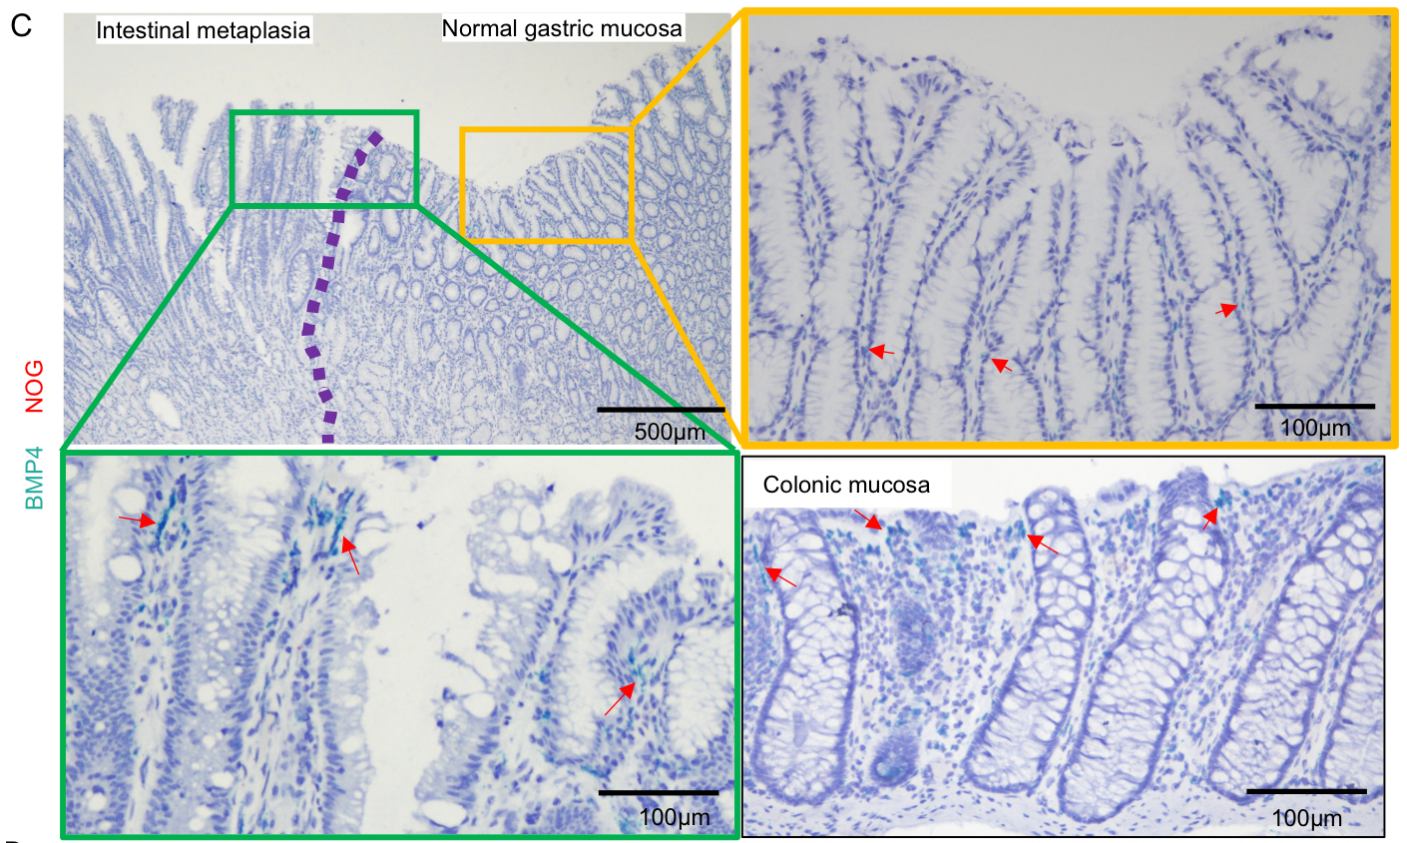 C
Intestinal metaplasia
Normal gastric mucosa
BMP4 NOG
500µm
100µm
Colonic mucosa
100µm
100µm